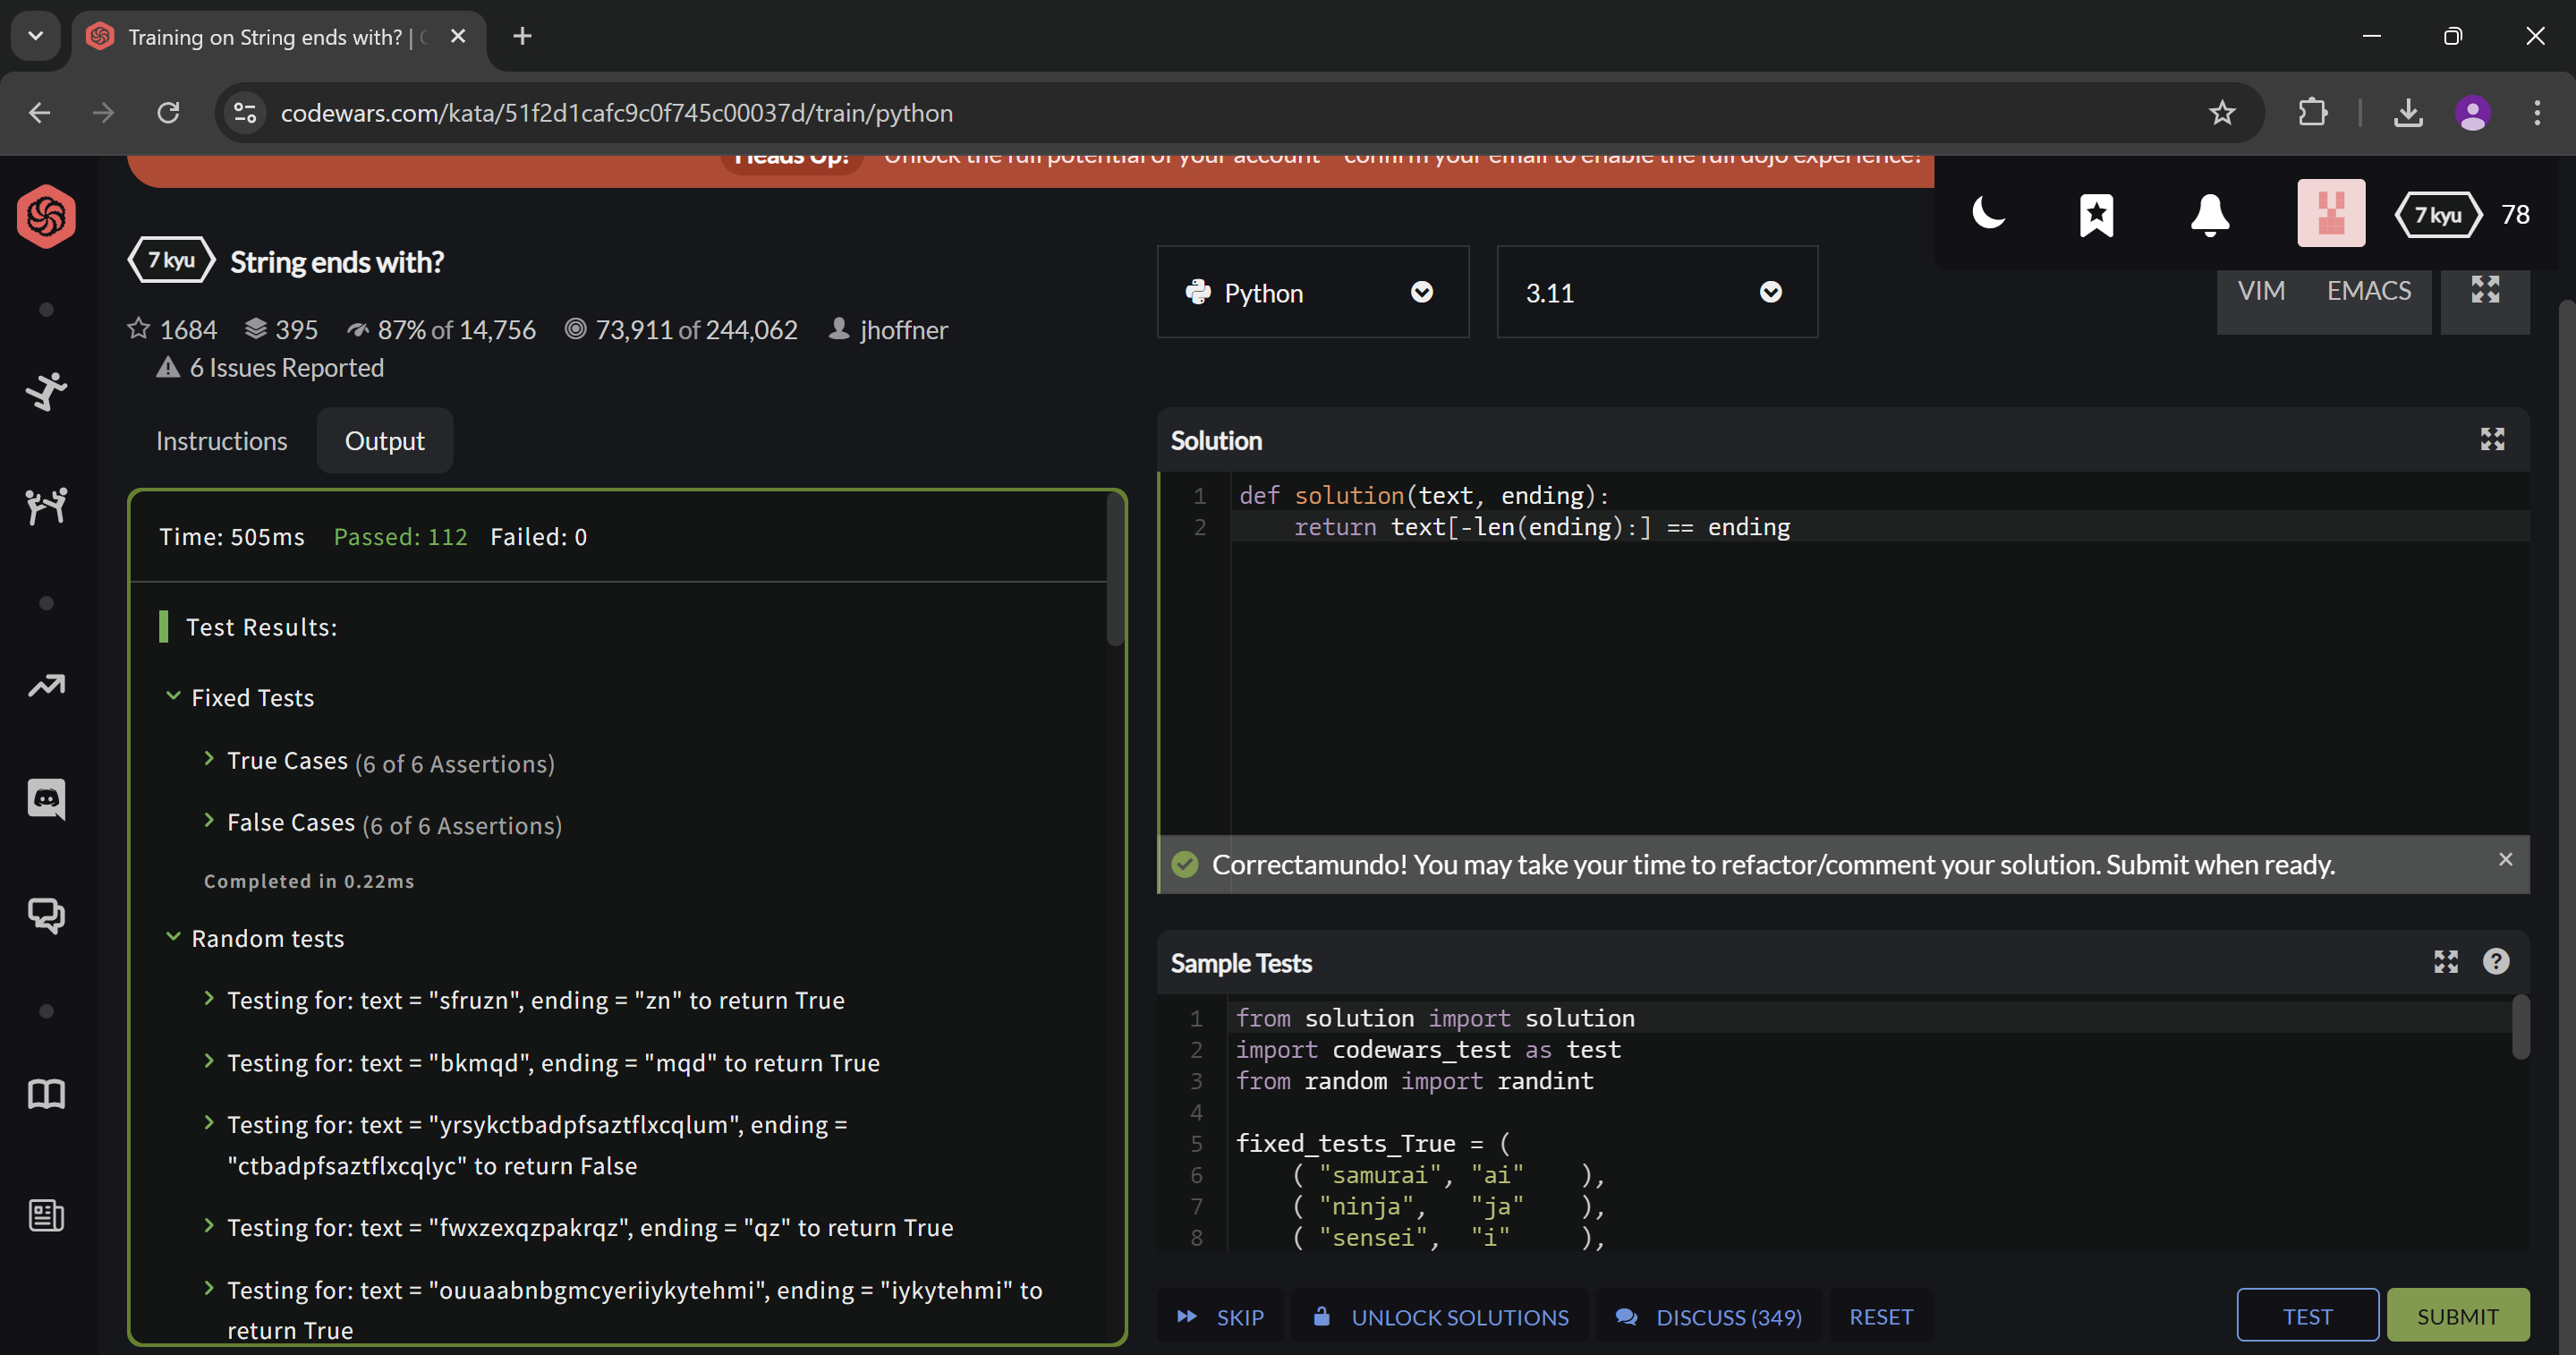 Training on String ends with? |
codewars.com/kata/51f2d1cafc9c0f745c00037d/train/python
Heads Up! Unlock the full potential of your account confirm your email to enable the full dojo experience!
7 kyu 78
7 kyu String ends with?
1684 395 87% of 14,756 73,911 of 244,062 jhoffner
6 Issues Reported
Python
3.11
VIM EMACS
Instructions Output
Time: 505ms Passed: 112 Failed: 0
Test Results:
Fixed Tests
True Cases (6 of 6 Assertions)
False Cases (6 of 6 Assertions)
Completed in 0.22ms
Random tests
Testing for: text = "sfruzn", ending = "zn" to return True
Testing for: text = "bkmqd", ending = "mqd" to return True
Testing for: text = "yrsykctbadpfsaztflxcqlum", ending =
"ctbadpfsaztflxcqlyc" to return False
Testing for: text = "fwxzexqzpakrqz", ending = "qz" to return True
Testing for: text = "ouuaabnbgmcyeriiykytehmi", ending = "iykytehmi" to
return True
Solution
1 def solution(text, ending):
2     return text[-len(ending):] == ending
Correctamundo! You may take your time to refactor/comment your solution. Submit when ready.
Sample Tests
1 from solution import solution
2 import codewars_test as test
3 from random import randint
4
5 fixed_tests_True = (
6     ( "samurai", "ai"    ),
7     ( "ninja",   "ja"    ),
8     ( "sensei",  "i"     ),
SKIP UNLOCK SOLUTIONS DISCUSS (349) RESET TEST SUBMIT